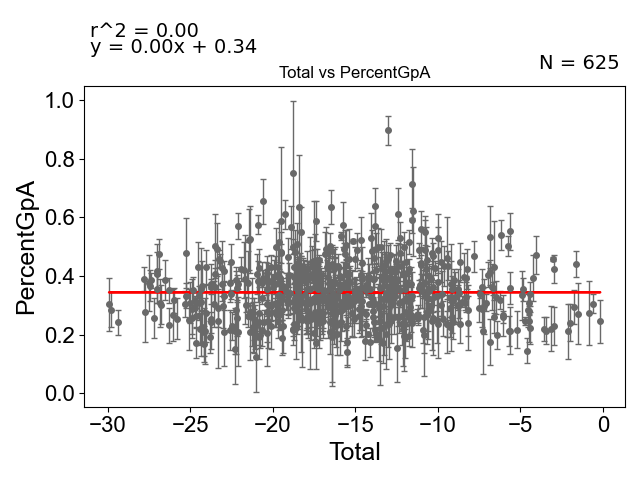 r^2 = 0.00
y = 0.00x + 0.34
N = 625
Total vs PercentGpA
PercentGpA
1.0
0.8
0.6
0.4
0.2
0.0
−30 −25 −20 −15 −10 −5 0
Total